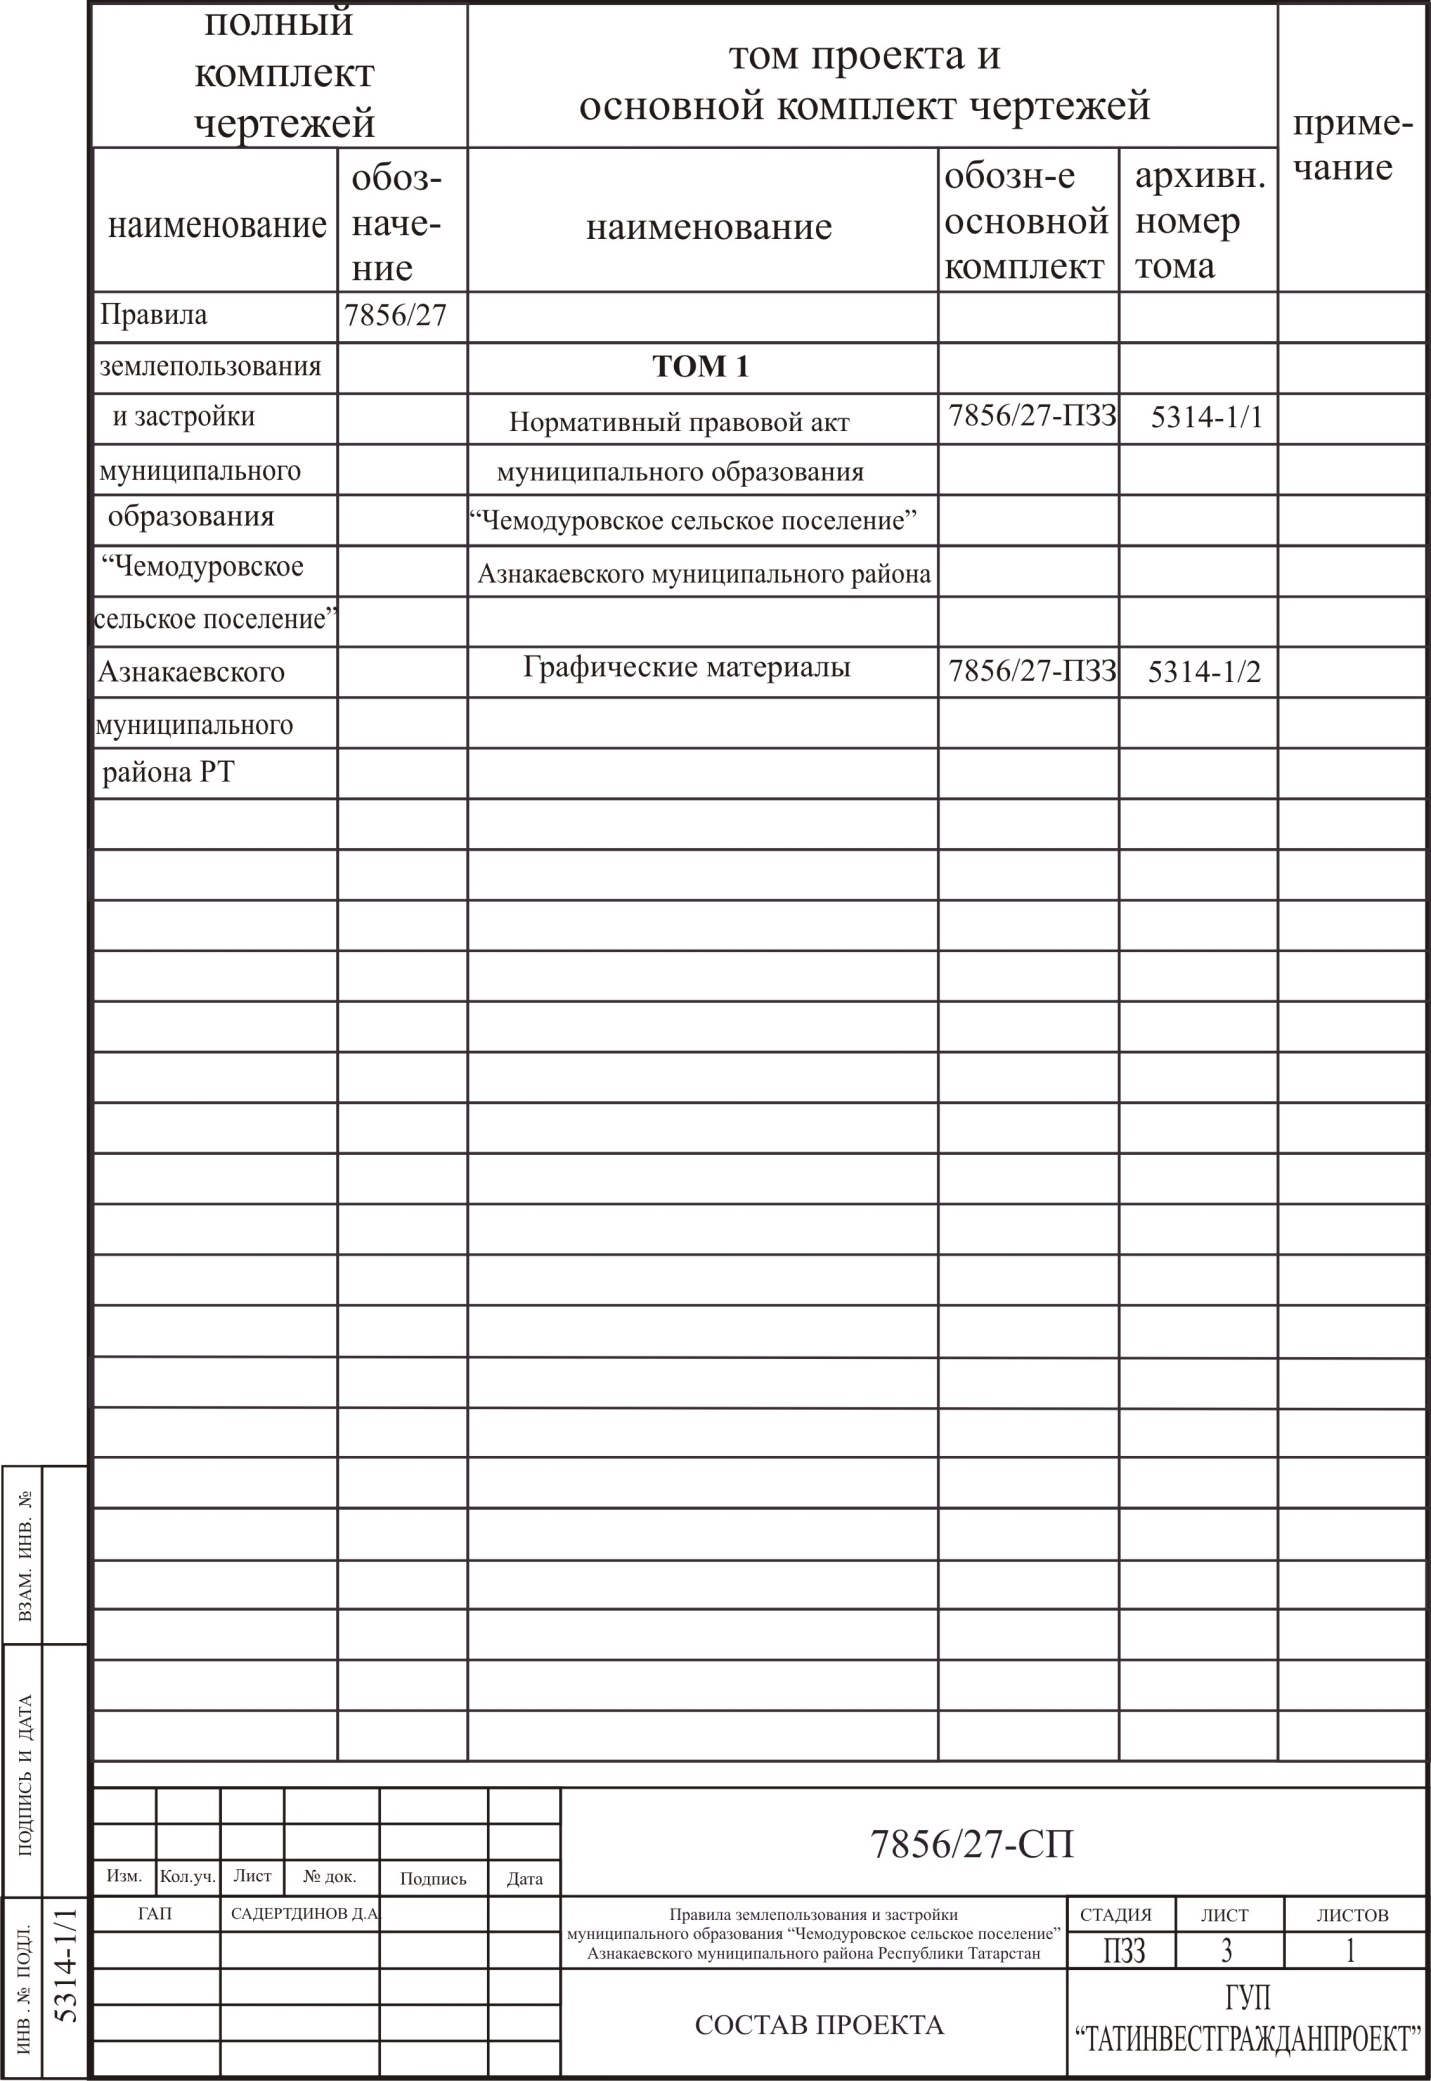 полный
комплект
чертежей
том проекта и
основной комплект чертежей
приме-
чание
наименование
обоз-
наче-
ние
наименование
обозн-е
основной
комплект
архивн.
номер
тома
Правила
7856/27
землепользования
ТОМ 1
и застройки
Нормативный правовой акт
7856/27-ПЗЗ
5314-1/1
муниципального
муниципального образования
образования
“Чемодуровское сельское поселение”
“Чемодуровское
Азнакаевского муниципального района
сельское поселение”
Азнакаевского
Графические материалы
7856/27-ПЗЗ
5314-1/2
муниципального
района РТ
ВЗАМ. ИНВ. №
ПОДПИСЬ И ДАТА
ИНВ . № ПОДЛ.
5314-1/1
7856/27-СП
Изм.
Кол.уч.
Лист
№ док.
Подпись
Дата
ГАП
САДЕРТДИНОВ Д.А.
Правила землепользования и застройки
муниципального образования “Чемодуровское сельское поселение”
Азнакаевского муниципального района Республики Татарстан
СТАДИЯ
ЛИСТ
ЛИСТОВ
ПЗЗ
3
1
СОСТАВ ПРОЕКТА
ГУП
“ТАТИНВЕСТГРАЖДАНПРОЕКТ”